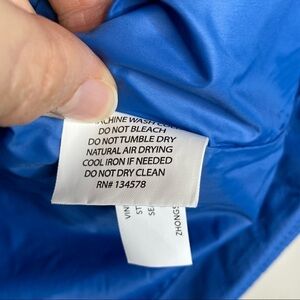 MACHINE WASH
DO NOT BLEACH
DO NOT TUMBLE DRY
NATURAL AIR DRYING
COOL IRON IF NEEDED
DO NOT DRY CLEAN
RN# 134578